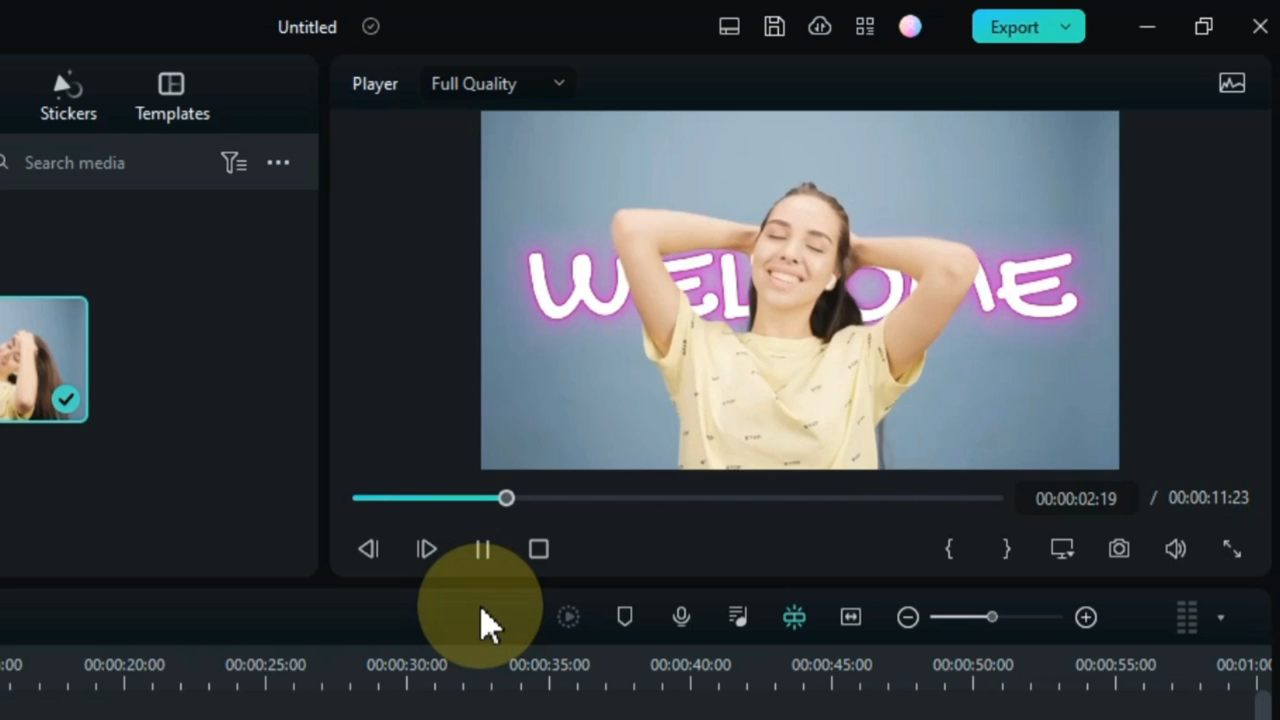 Untitled
Export
Stickers
Templates
Player
Full Quality
Search media
WELCOME
00:00:02:19 / 00:00:11:23
:00 00:00:20:00 00:00:25:00 00:00:30:00 00:00:35:00 00:00:40:00 00:00:45:00 00:00:50:00 00:00:55:00 00:01:00